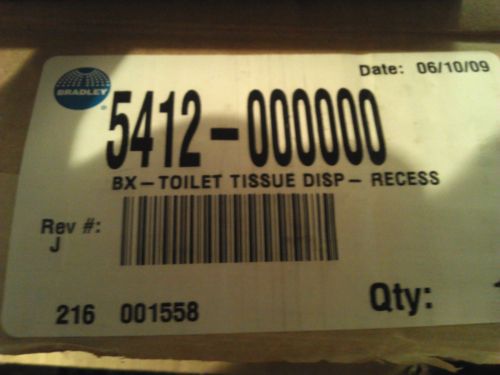 Date: 06/10/09
BRADLEY
5412-000000
BX-TOILET TISSUE DISP- RECESS
Rev #:
J
216 001558
Qty: